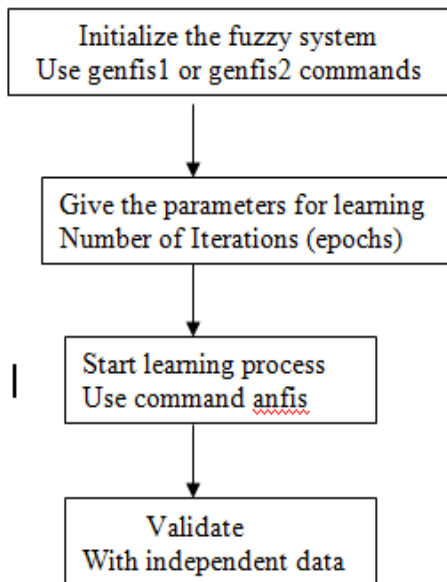 Initialize the fuzzy system
Use genfis1 or genfis2 commands
Give the parameters for learning
Number of Iterations (epochs)
Start learning process
Use command anfis
Validate
With independent data